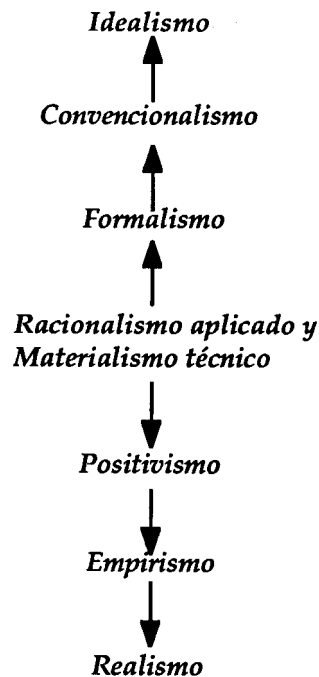 Idealismo
Convencionalismo
Formalismo
Racionalismo aplicado y
Materialismo técnico
Positivismo
Empirismo
Realismo